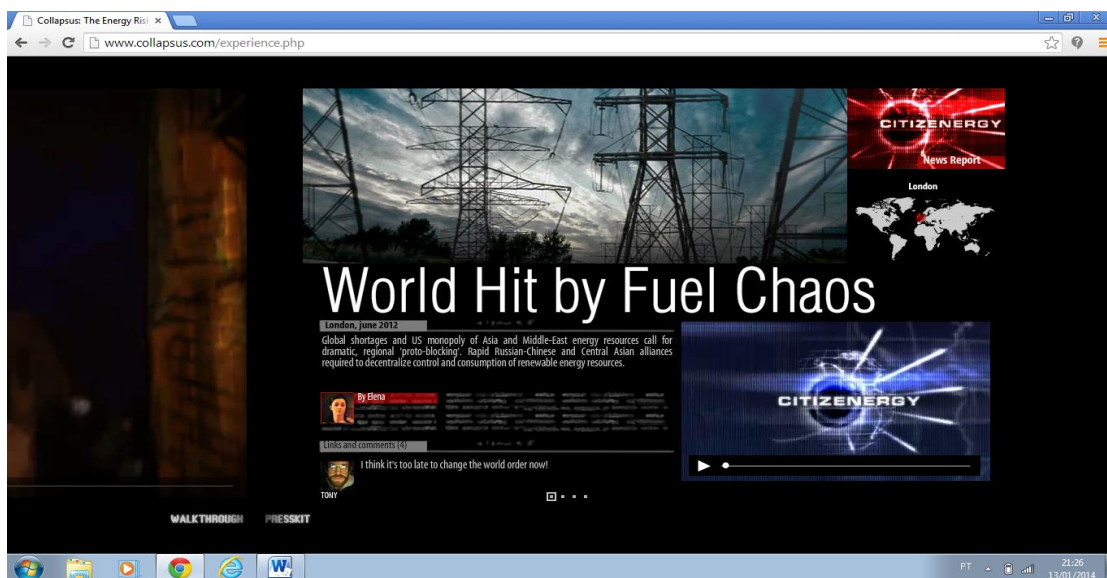 Collapsus: The Energy Ris
www.collapsus.com/experience.php
CITIZENERGY
News Report
London
World Hit by Fuel Chaos
London, june 2012
Global shortages and US monopoly of Asia and Middle-East energy resources call for
dramatic, regional 'proto-blocking'. Rapid Russian-Chinese and Central Asian alliances
required to decentralize control and consumption of renewable energy resources.
CITIZENERGY
By Elena
Links and comments (4)
I think it's too late to change the world order now!
TONY
WALKTHROUGH PRESSKIT
PT
21:26
13/01/2014